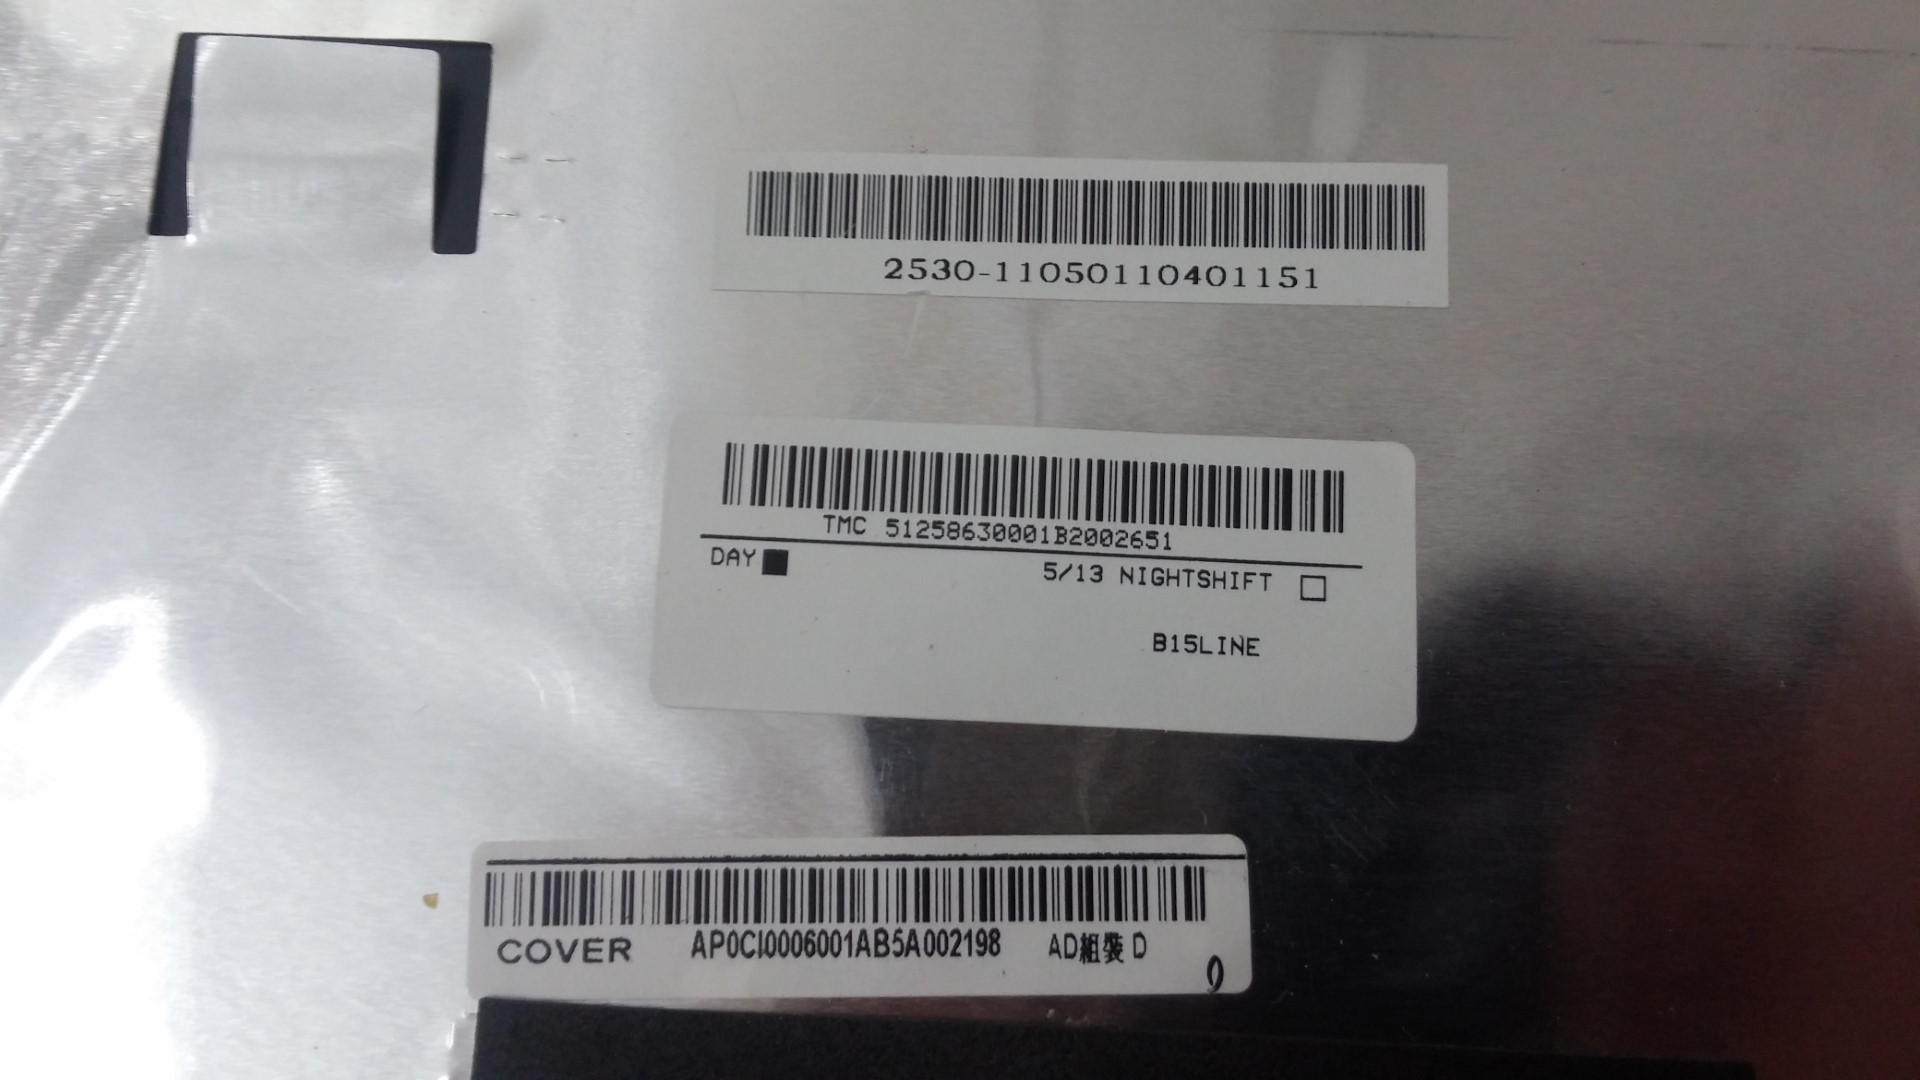 2530-11050110401151
TMC 51258630001B2002651
DAY 5/13 NIGHTSHIFT
B15LINE
COVER AP0CI0006001AB5A002198 AD組裝 D